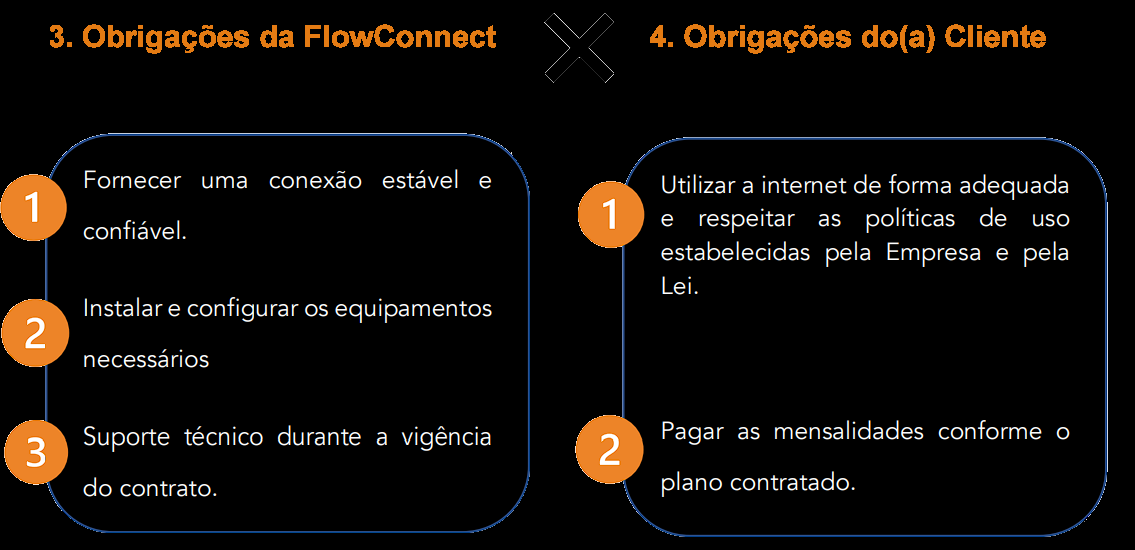 3. Obrigações da FlowConnect
1
Fornecer uma conexão estável e
confiável.
2
Instalar e configurar os equipamentos
necessários
3
Suporte técnico durante a vigência
do contrato.
4. Obrigações do(a) Cliente
1
Utilizar a internet de forma adequada
e respeitar as políticas de uso
estabelecidas pela Empresa e pela
Lei.
2
Pagar as mensalidades conforme o
plano contratado.